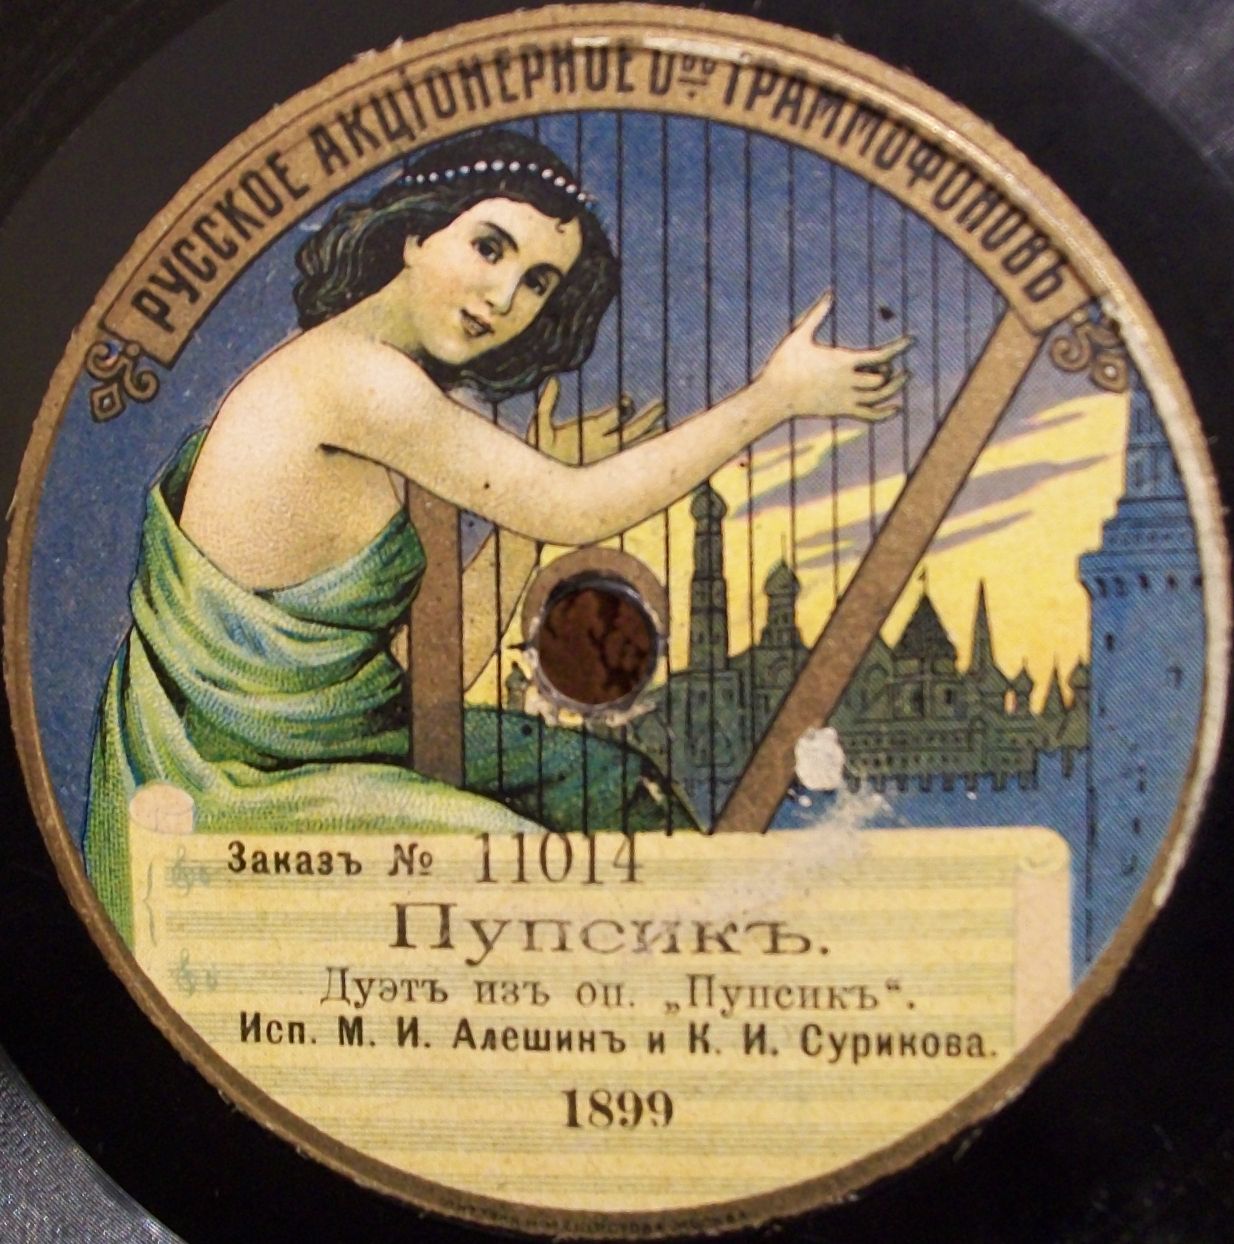 РУССКОЕ АКЦIОНЕРНОЕ О-во ГРАММОФОНОВЪ
Заказъ № 11014
Пупсикъ.
Дуэтъ изъ оп. „Пупсикъ“.
Исп. М. И. Алешинъ и К. И. Сурикова.
1899